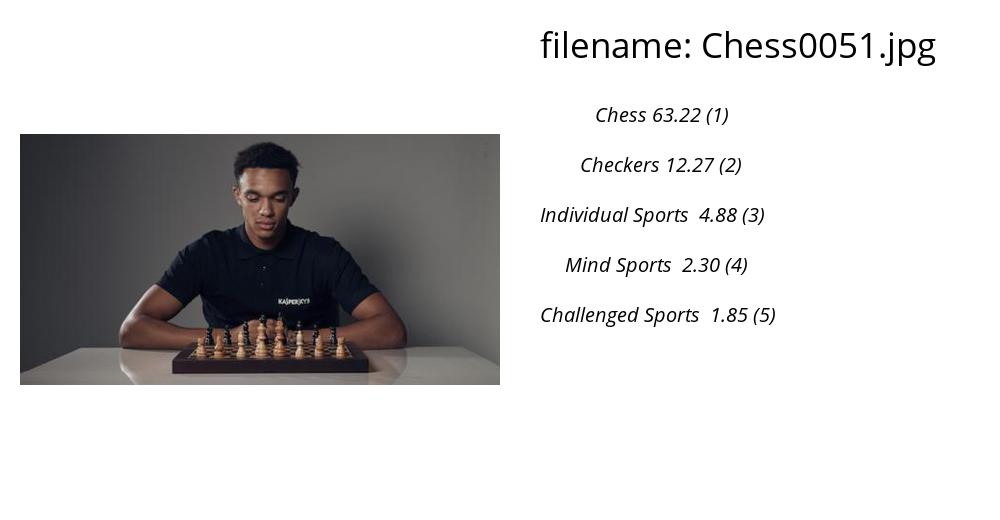 filename: Chess0051.jpg
Chess 63.22 (1)
Checkers 12.27 (2)
Individual Sports 4.88 (3)
Mind Sports 2.30 (4)
Challenged Sports 1.85 (5)
KASPERSKY